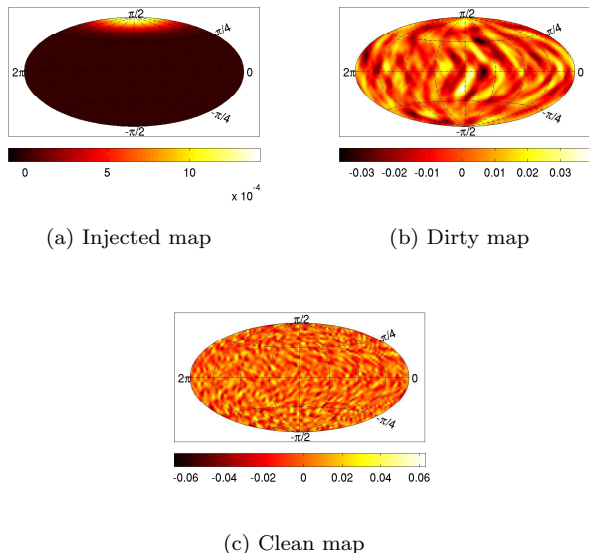 π/2
π/4
2π
0
-π/4
-π/2
0 5 10
x 10⁻⁴
(a) Injected map
π/2
π/4
2π
0
-π/4
-π/2
-0.03 -0.02 -0.01 0 0.01 0.02 0.03
(b) Dirty map
π/2
π/4
2π
0
-π/4
-π/2
-0.06 -0.04 -0.02 0 0.02 0.04 0.06
(c) Clean map